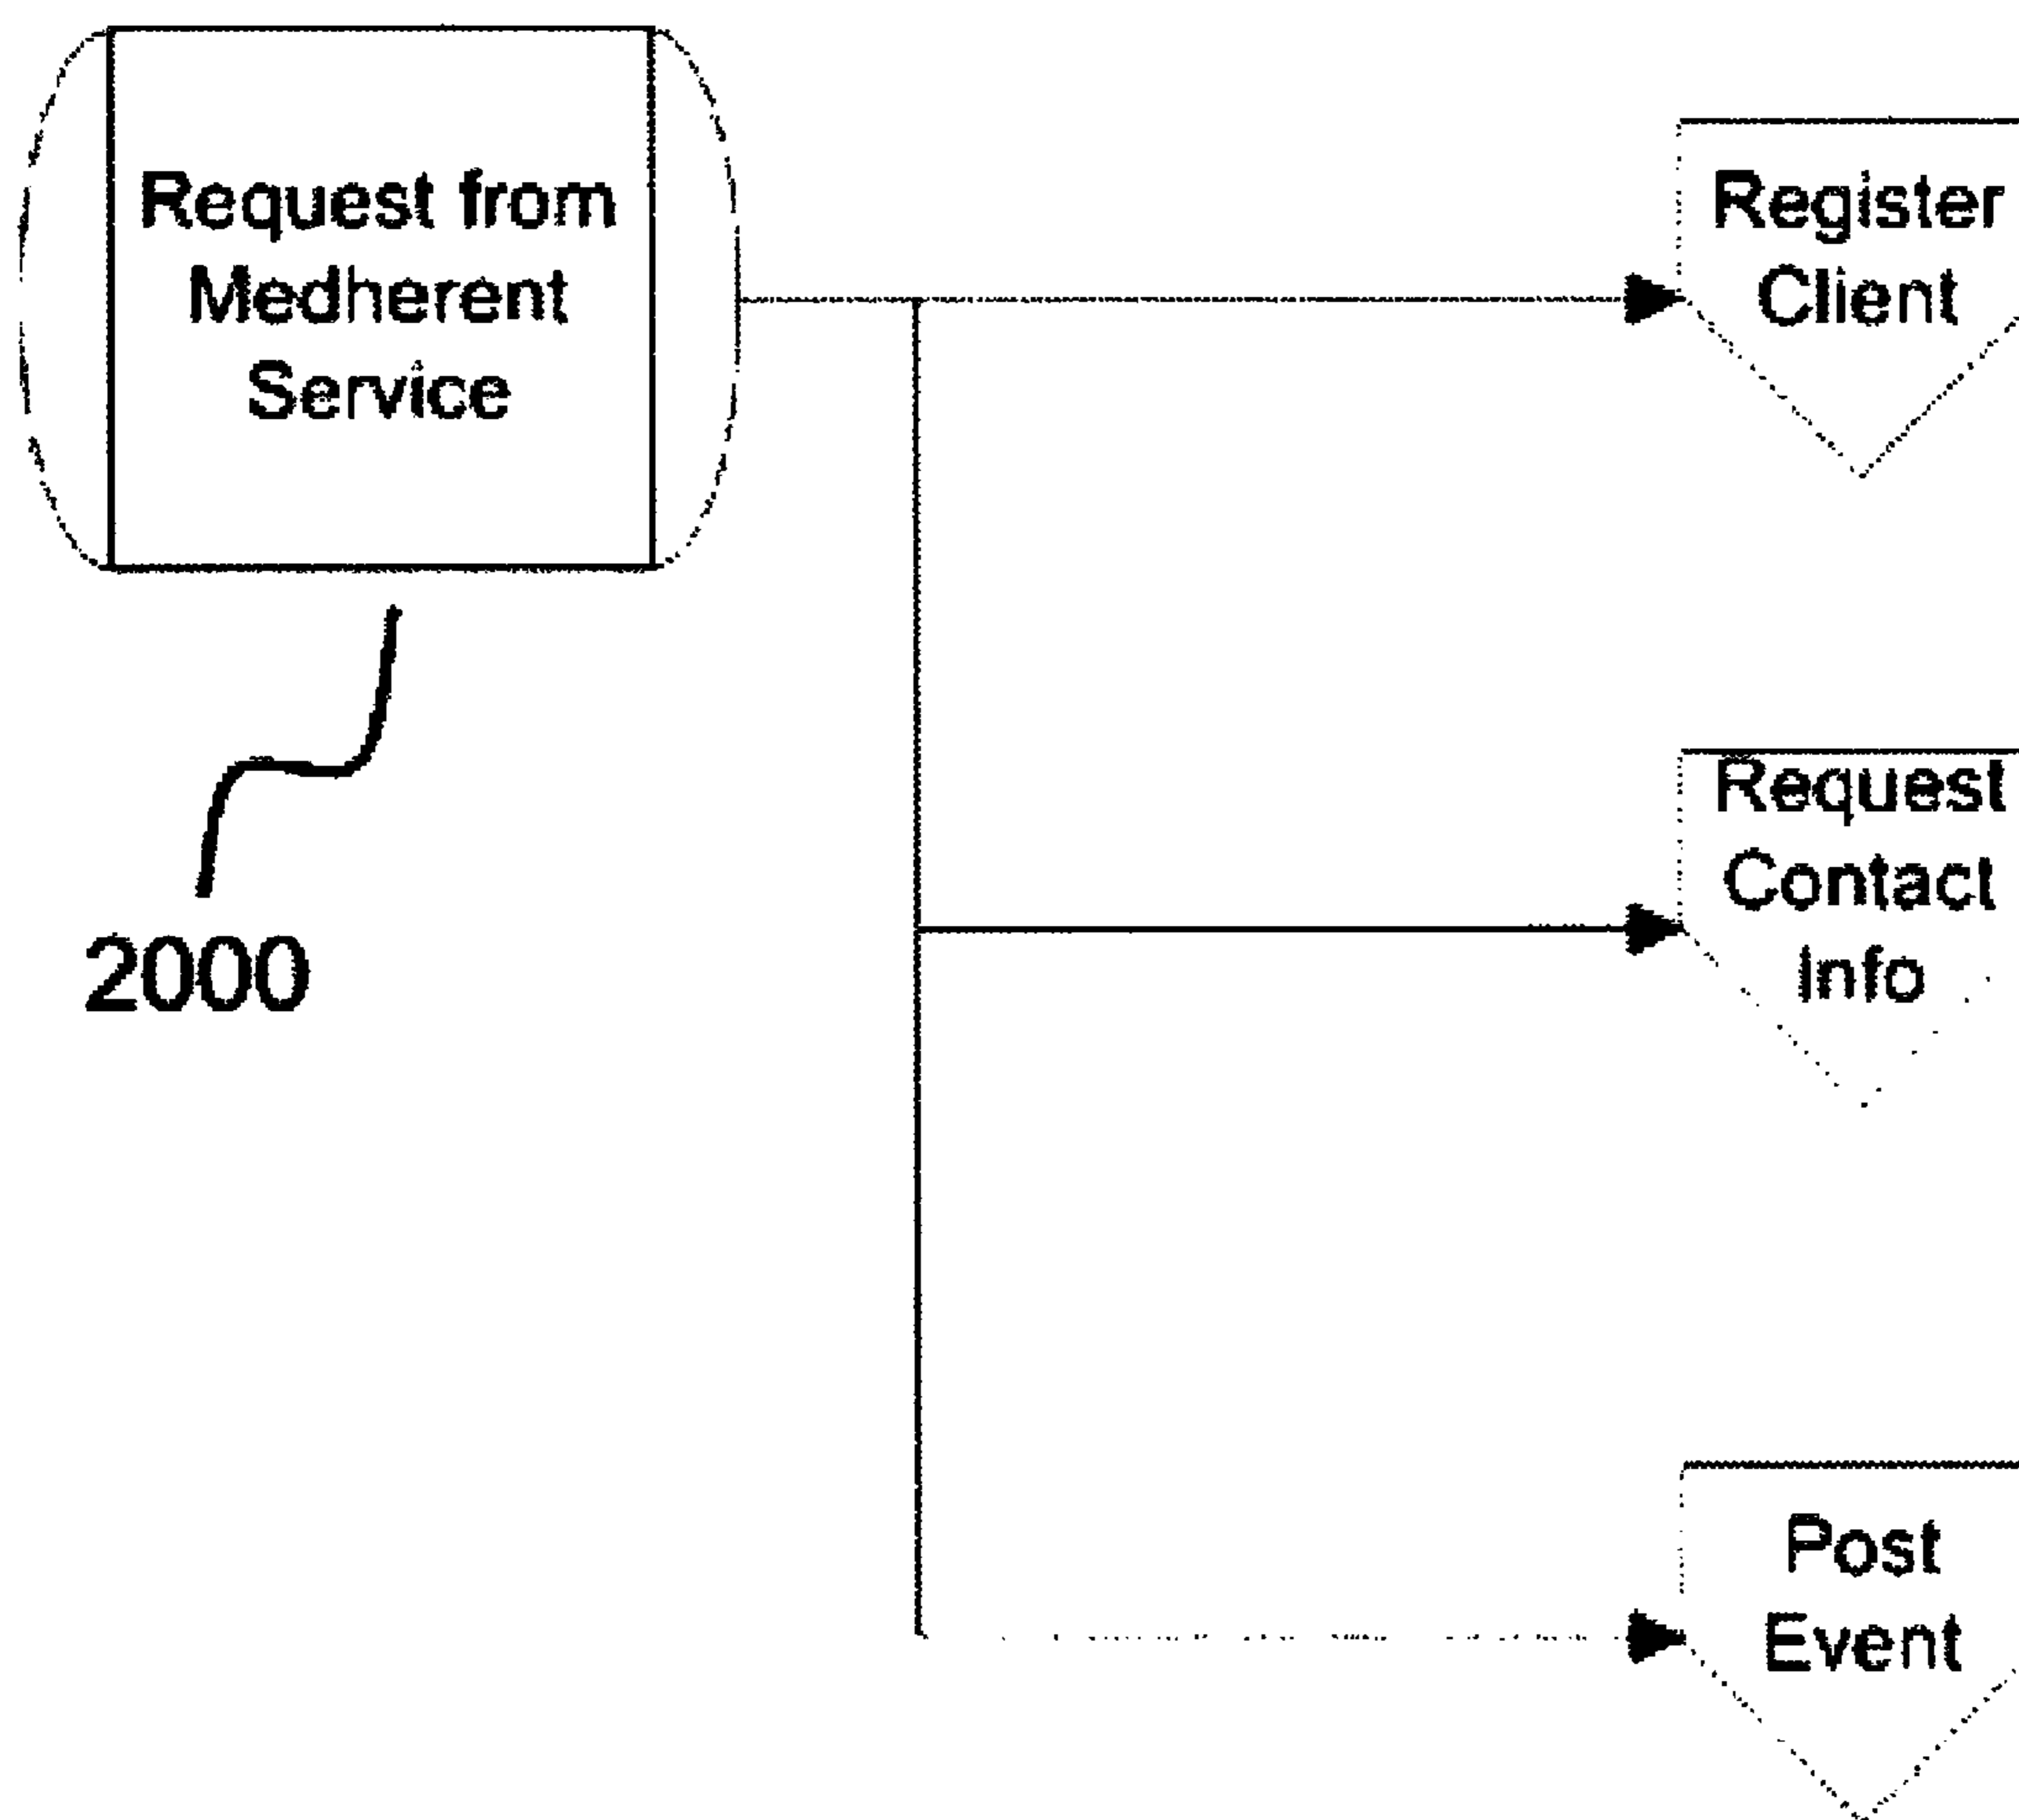 Request from
Medherent
Service
2000
Register
Client
Request
Contact
Info
Post
Event